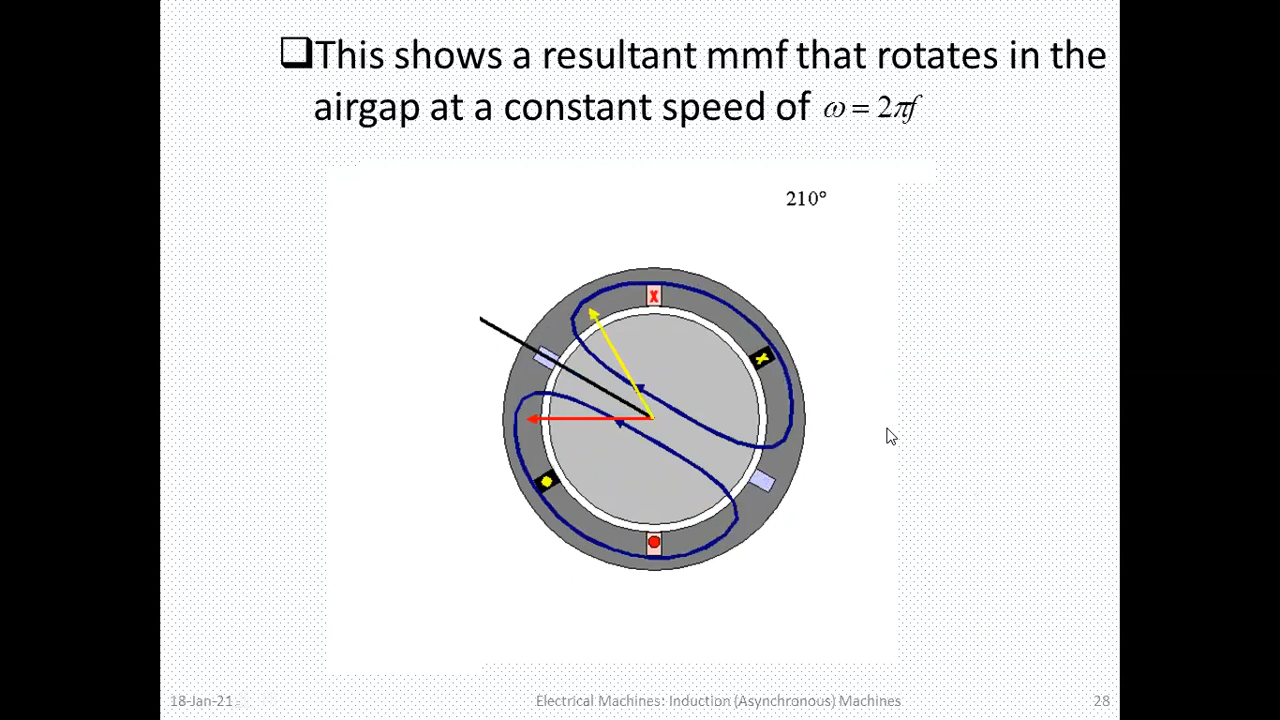 ❑This shows a resultant mmf that rotates in the
airgap at a constant speed of ω = 2πf
210°
X
X
18-Jan-21
Electrical Machines: Induction (Asynchronous) Machines
28